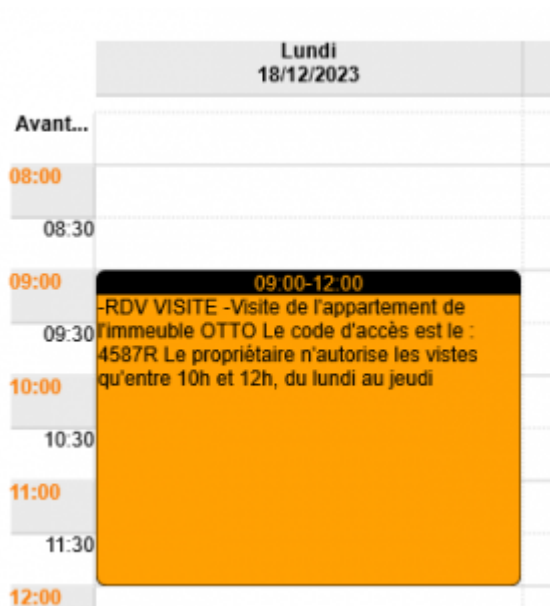 Lundi
18/12/2023
Avant...
08:00
08:30
09:00
09:00-12:00
-RDV VISITE -Visite de l'appartement de
09:30
l'immeuble OTTO Le code d'accès est le :
4587R Le propriétaire n'autorise les vistes
10:00
qu'entre 10h et 12h, du lundi au jeudi
10:30
11:00
11:30
12:00